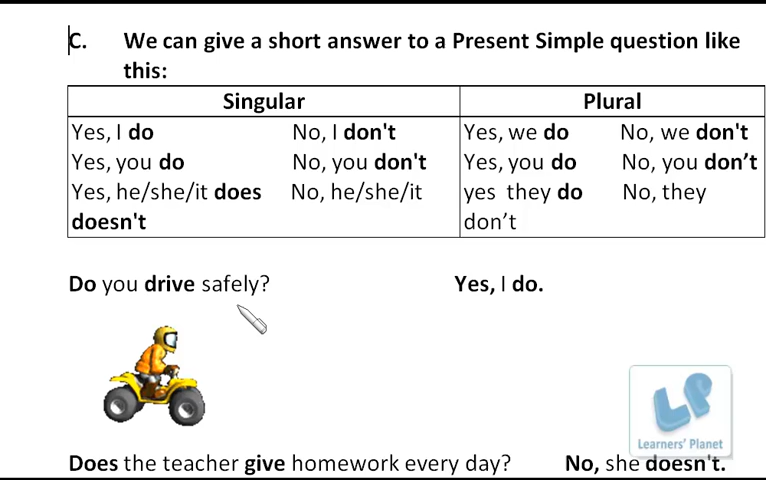 C. We can give a short answer to a Present Simple question like
this:
Singular Plural
Yes, I do No, I don't Yes, we do No, we don't
Yes, you do No, you don't Yes, you do No, you don’t
Yes, he/she/it does No, he/she/it yes they do No, they
doesn't don’t
Do you drive safely? Yes, I do.
LP
Learners' Planet
Does the teacher give homework every day? No, she doesn't.